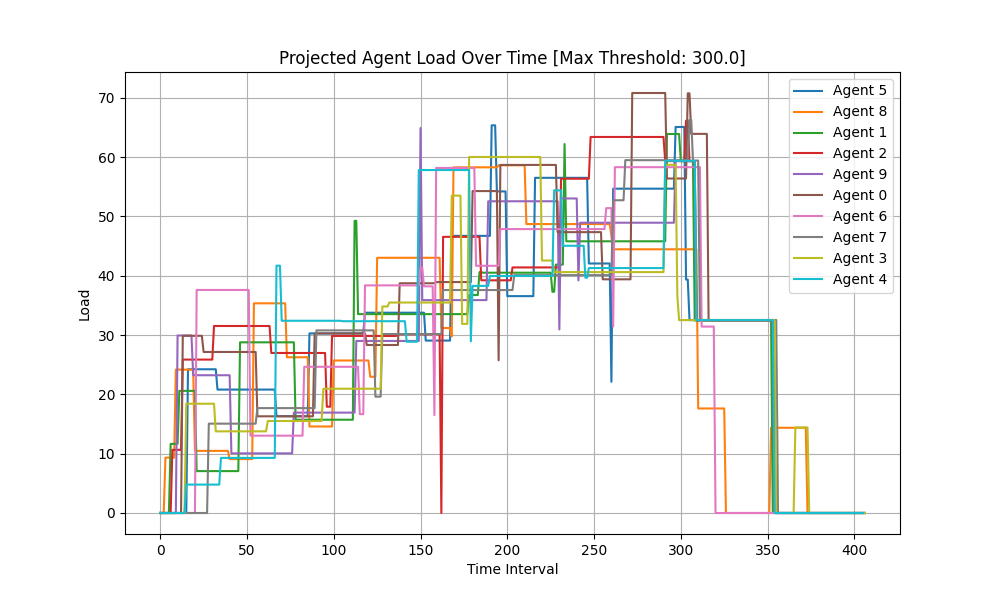 Projected Agent Load Over Time [Max Threshold: 300.0]
Load
70
60
50
40
30
20
10
0
Agent 5
Agent 8
Agent 1
Agent 2
Agent 9
Agent 0
Agent 6
Agent 7
Agent 3
Agent 4
0 50 100 150 200 250 300 350 400
Time Interval